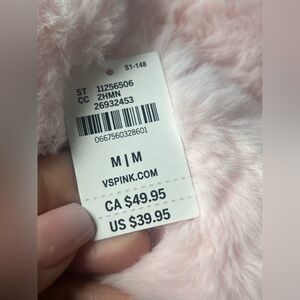 S1-148
ST 11256506
CC 2HMN
26932453
0667560328601
M | M
VSPINK.COM
CA $49.95
US $39.95